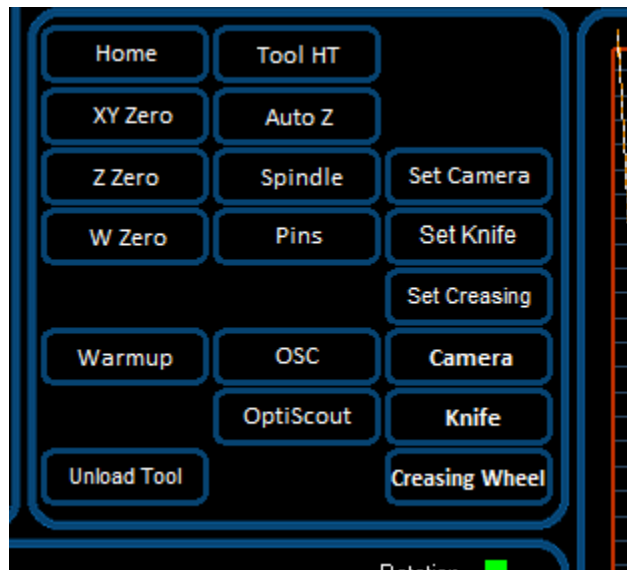 Home
Tool HT
XY Zero
Auto Z
Z Zero
Spindle
Set Camera
W Zero
Pins
Set Knife
Set Creasing
Warmup
OSC
Camera
OptiScout
Knife
Unload Tool
Creasing Wheel